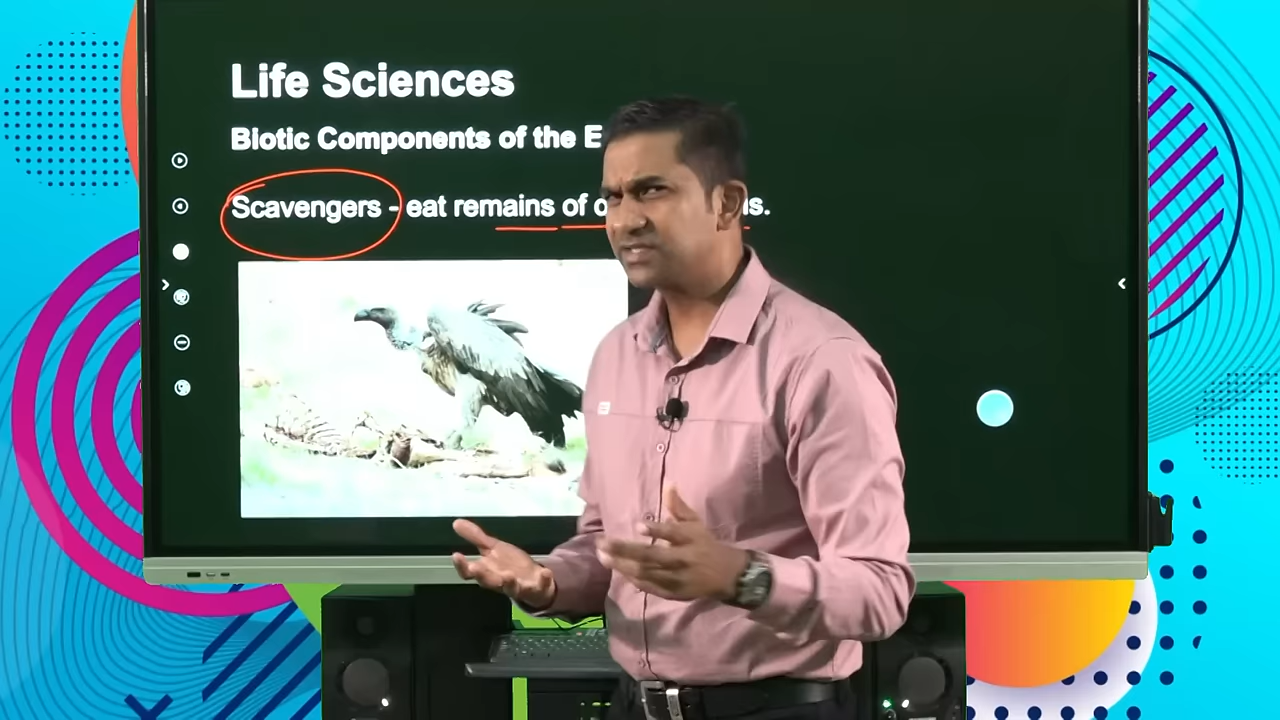 Life Sciences
Biotic Components of the E
Scavengers - eat remains of o s.